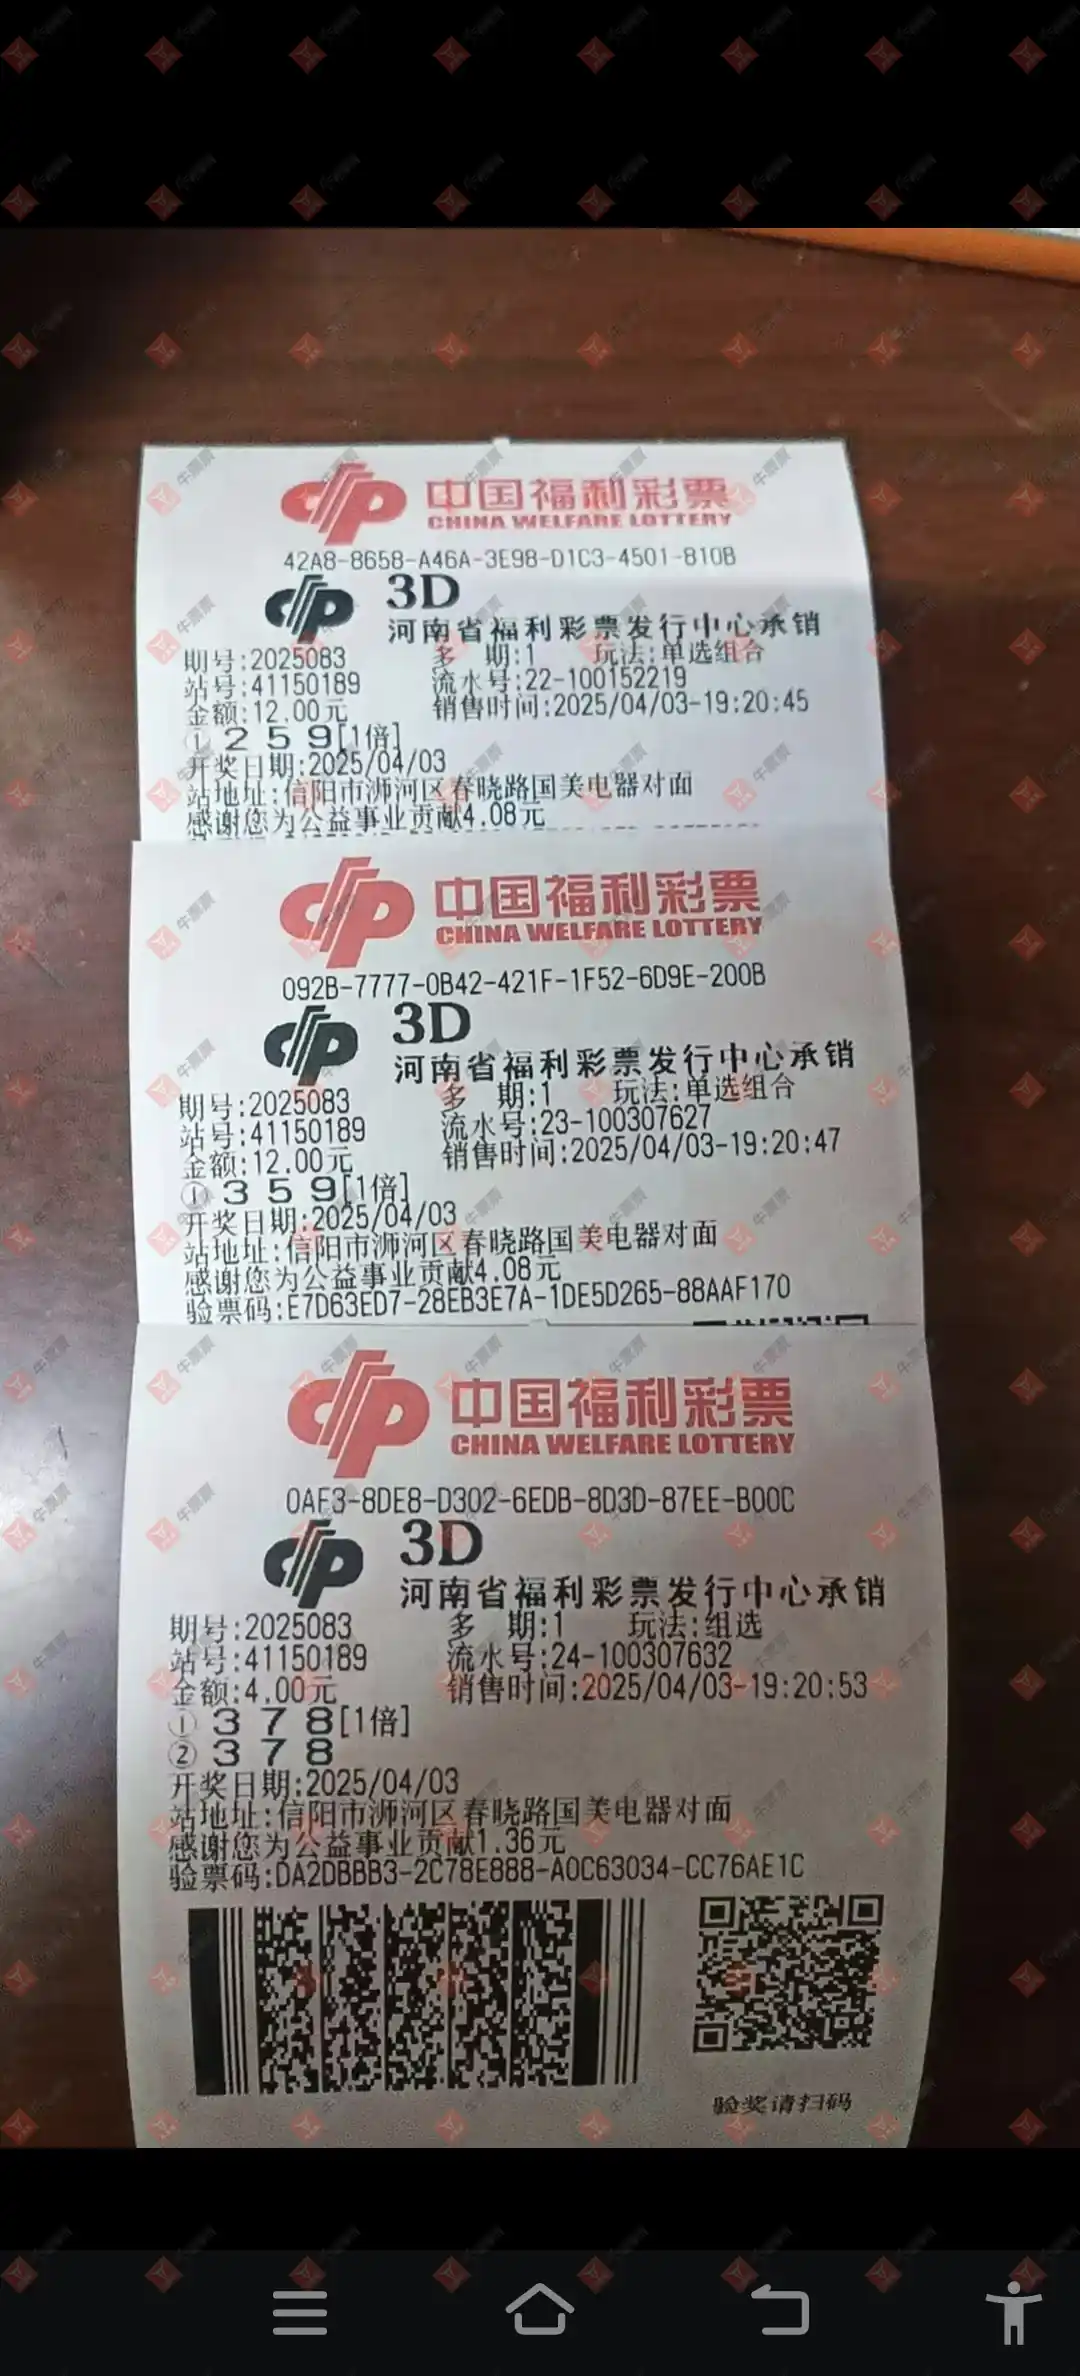 中国福利彩票
CHINA WELFARE LOTTERY
42A8-8658-A46A-3E98-D1C3-4501-810B
3D
河南省福利彩票发行中心承销
期号:2025083 多 期:1 玩法:单选组合
站号:41150189 流水号:22-100152219
金额:12.00元 销售时间:2025/04/03-19:20:45
① 2 5 9[1倍]
开奖日期:2025/04/03
站地址:信阳市浉河区春晓路国美电器对面
感谢您为公益事业贡献4.08元
中国福利彩票
CHINA WELFARE LOTTERY
092B-7777-0B42-421F-1F52-6D9E-200B
3D
河南省福利彩票发行中心承销
期号:2025083 多 期:1 玩法:单选组合
站号:41150189 流水号:23-100307627
金额:12.00元 销售时间:2025/04/03-19:20:47
① 3 5 9[1倍]
开奖日期:2025/04/03
站地址:信阳市浉河区春晓路国美电器对面
感谢您为公益事业贡献4.08元
验票码:E7D63ED7-28EB3E7A-1DE5D265-88AAF170
中国福利彩票
CHINA WELFARE LOTTERY
0AF3-8DE8-D302-6EDB-8D3D-87EE-B00C
3D
河南省福利彩票发行中心承销
期号:2025083 多 期:1 玩法:组选
站号:41150189 流水号:24-100307632
金额:4.00元 销售时间:2025/04/03-19:20:53
① 3 7 8[1倍]
② 3 7 8
开奖日期:2025/04/03
站地址:信阳市浉河区春晓路国美电器对面
感谢您为公益事业贡献1.36元
验票码:DA2DBBB3-2C78E888-A0C63034-CC76AE1C
验奖请扫码
牛票票